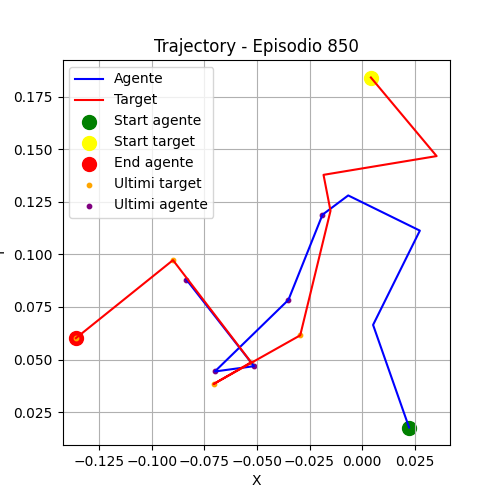 Trajectory - Episodio 850
Agente
Target
Start agente
Start target
End agente
Ultimi target
Ultimi agente
0.175
0.150
0.125
0.100
0.075
0.050
0.025
−0.125 −0.100 −0.075 −0.050 −0.025 0.000 0.025
X